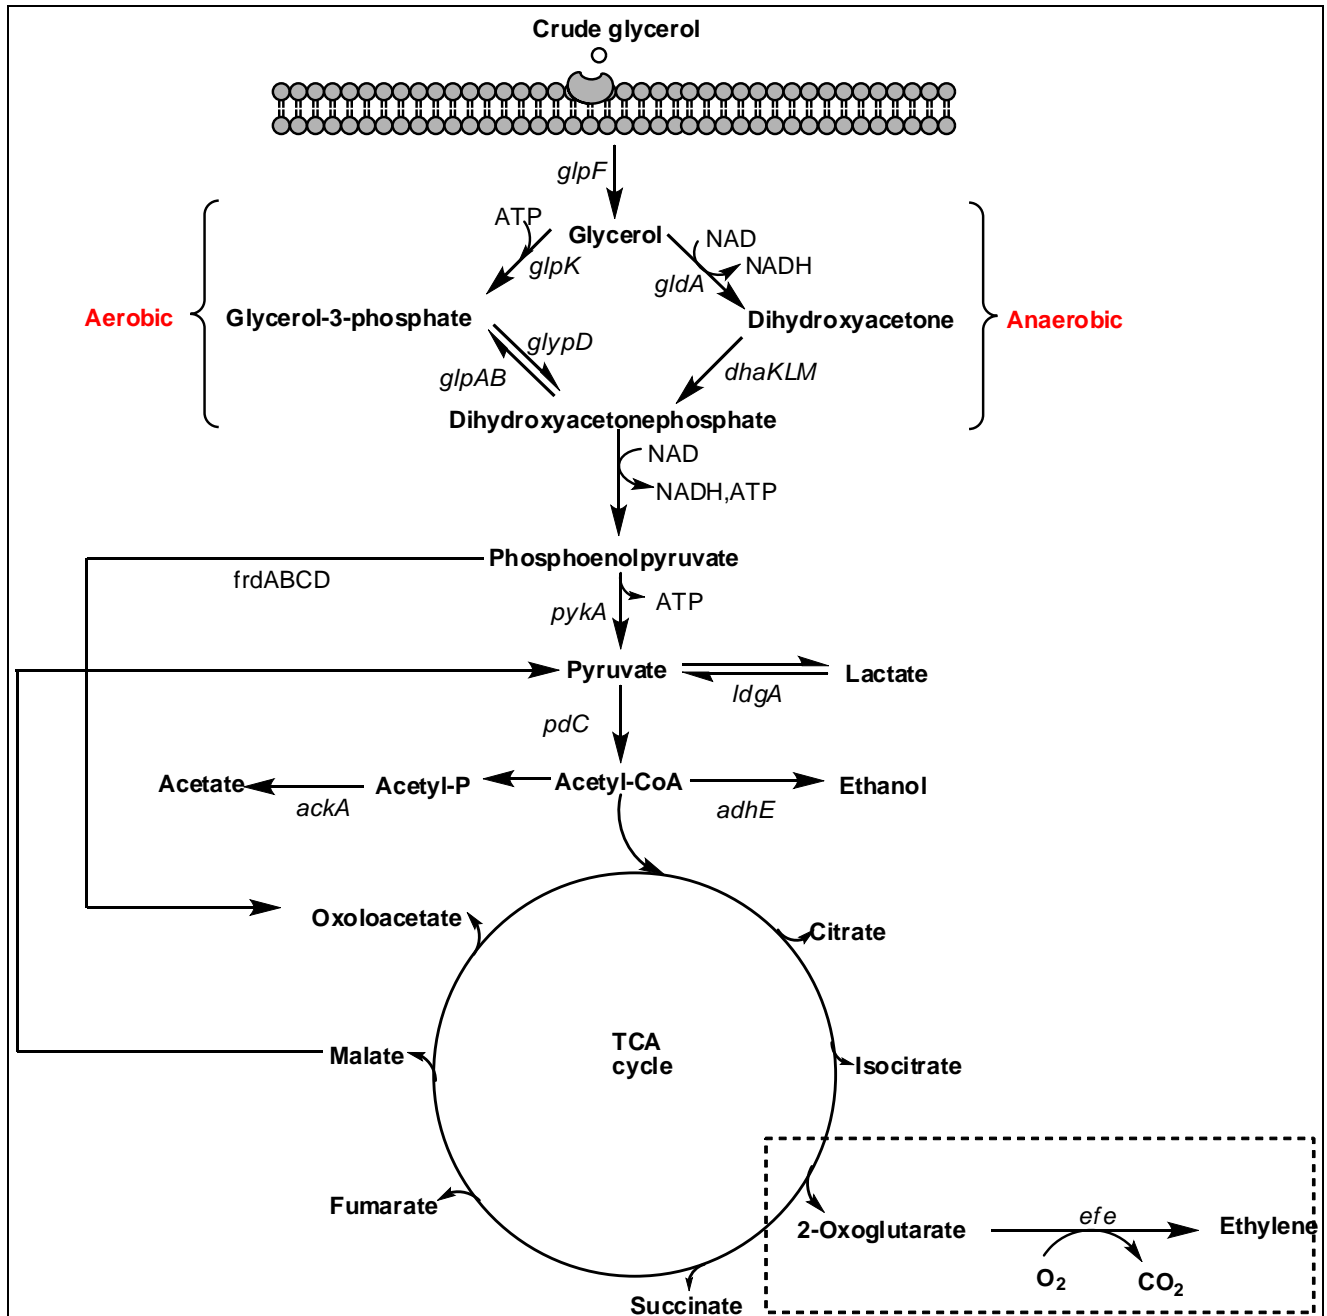 Crude glycerol
glpF
ATP
Glycerol
NAD
glpK
NADH
gldA
Aerobic
Glycerol-3-phosphate
Dihydroxyacetone
Anaerobic
glypD
glpAB
dhaKLM
Dihydroxyacetonephosphate
NAD
NADH,ATP
Phosphoenolpyruvate
frdABCD
ATP
pykA
Pyruvate
Lactate
ldgA
pdC
Acetate
Acetyl-P
Acetyl-CoA
Ethanol
ackA
adhE
Oxoloacetate
Citrate
TCA
cycle
Malate
Isocitrate
Fumarate
2-Oxoglutarate
efe
Ethylene
O2
CO2
Succinate